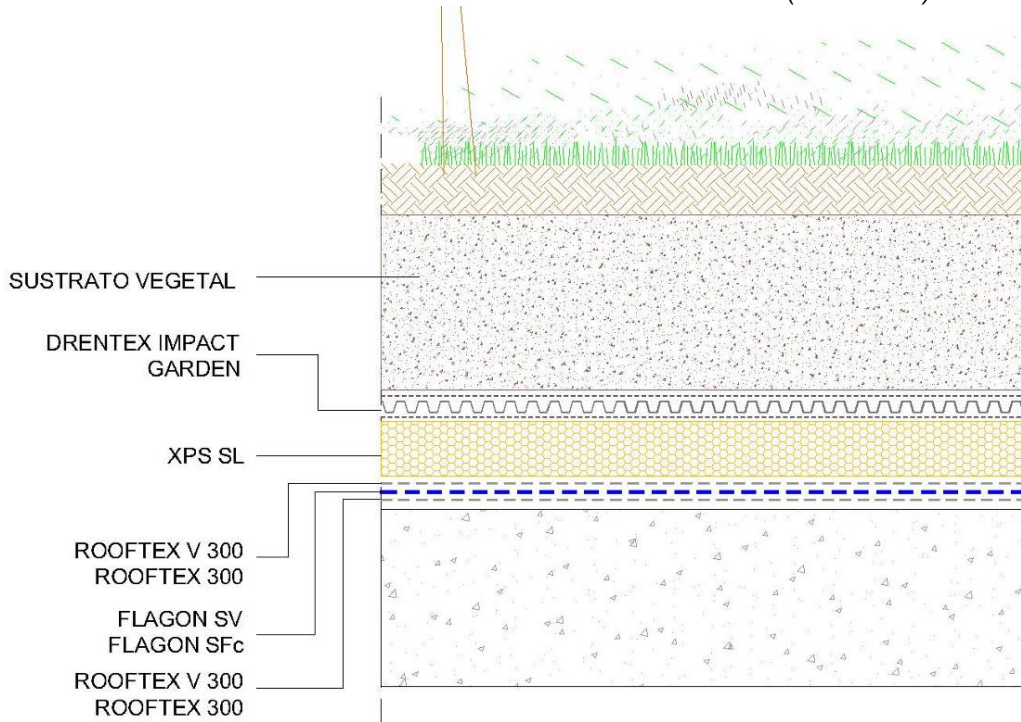 SUSTRATO VEGETAL
DRENTEX IMPACT
GARDEN
XPS SL
ROOFTEX V 300
ROOFTEX 300
FLAGON SV
FLAGON SFc
ROOFTEX V 300
ROOFTEX 300